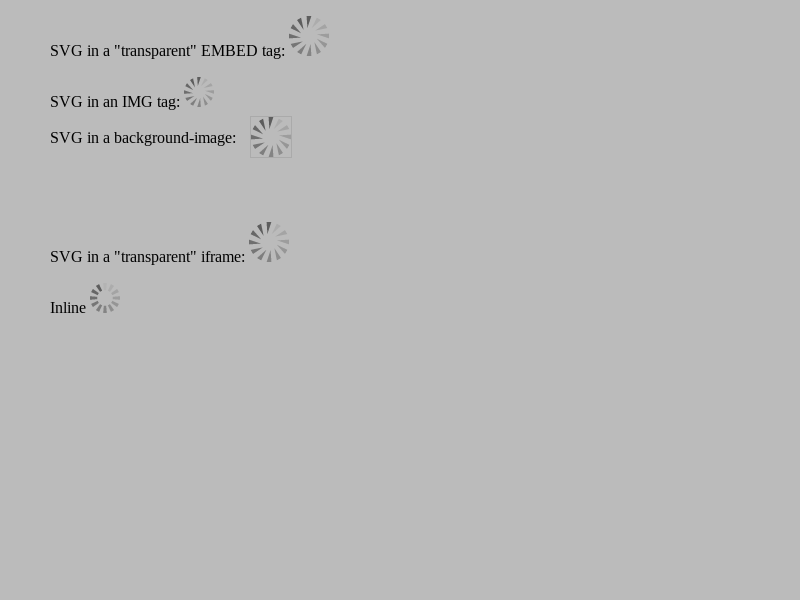 SVG in a "transparent" EMBED tag:
SVG in an IMG tag:
SVG in a background-image:
SVG in a "transparent" iframe:
Inline